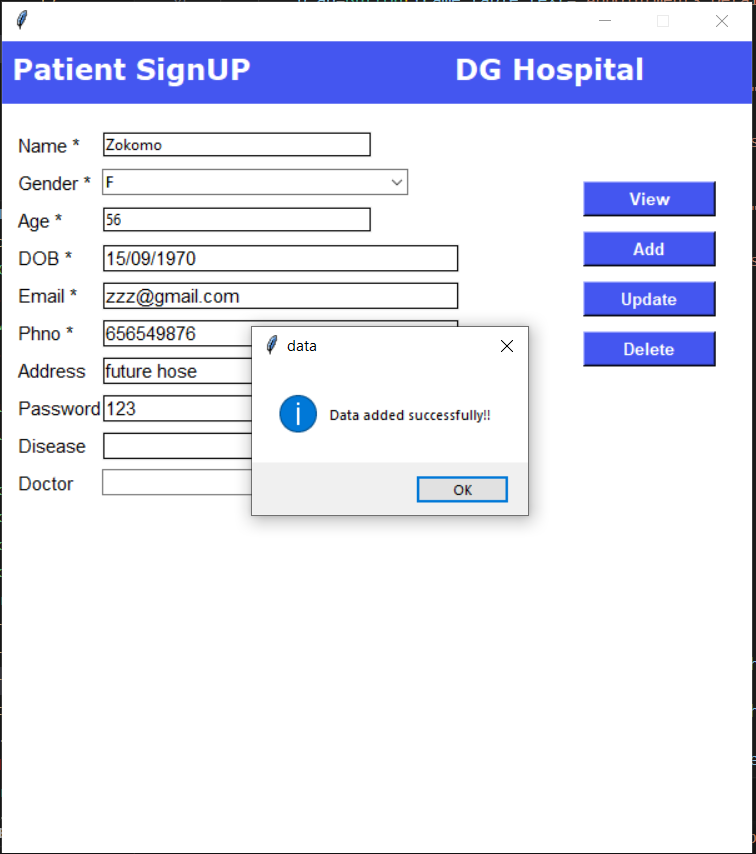 Patient SignUP DG Hospital
Name * Zokomo
Gender * F
View
Age * 56
Add
DOB * 15/09/1970
Email * zzz@gmail.com
Update
Phno * 656549876
data
Delete
Address future hose
Password 123
Data added successfully!!
Disease
Doctor
OK